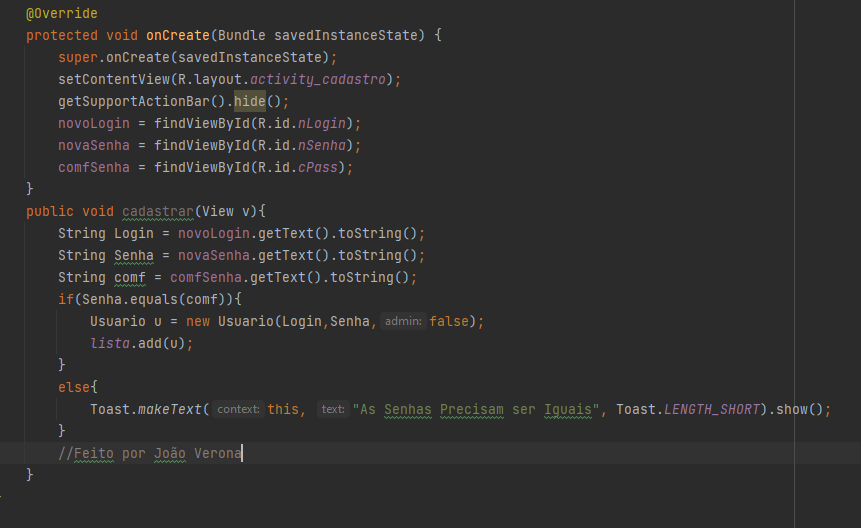 @Override
protected void onCreate(Bundle savedInstanceState) {
super.onCreate(savedInstanceState);
setContentView(R.layout.activity_cadastro);
getSupportActionBar().hide();
novoLogin = findViewById(R.id.nLogin);
novaSenha = findViewById(R.id.nSenha);
comfSenha = findViewById(R.id.cPass);
}
public void cadastrar(View v){
String Login = novoLogin.getText().toString();
String Senha = novaSenha.getText().toString();
String comf = comfSenha.getText().toString();
if(Senha.equals(comf)){
Usuario u = new Usuario(Login,Senha, admin: false);
lista.add(u);
}
else{
Toast.makeText( context: this, text: "As Senhas Precisam ser Iguais", Toast.LENGTH_SHORT).show();
}
//Feito por João Verona
}